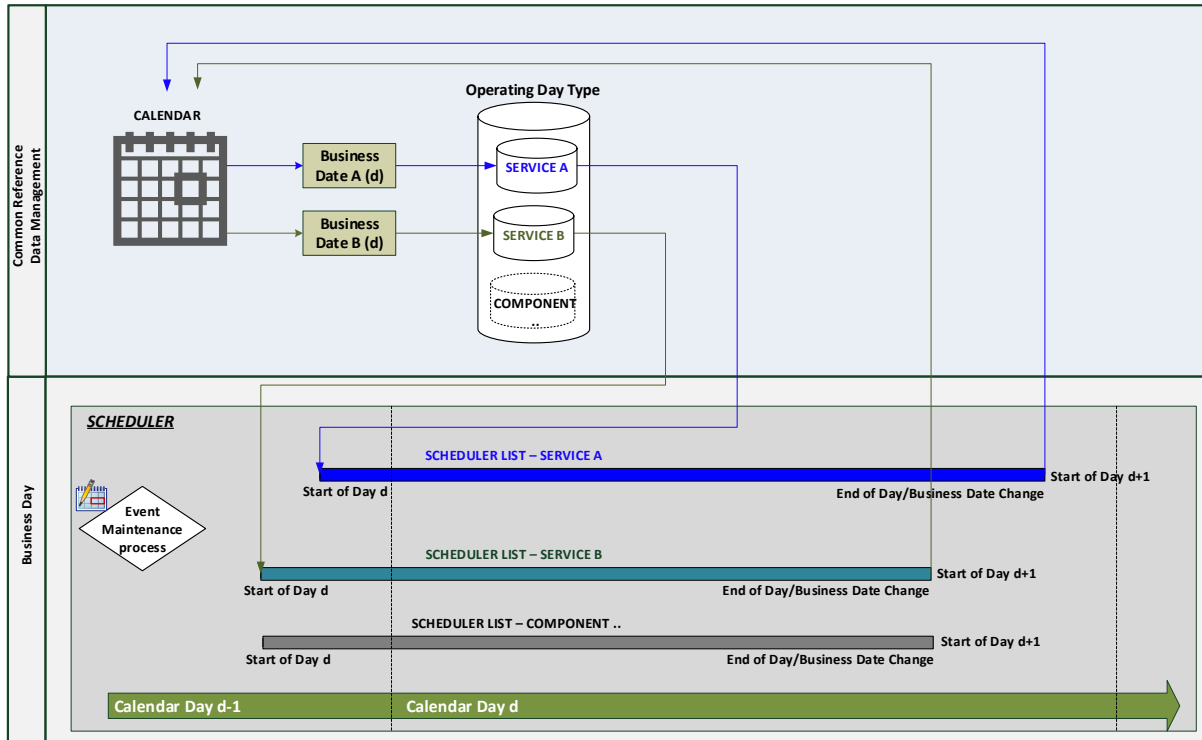 Common Reference
Data Management
CALENDAR
Business
Date A (d)
Business
Date B (d)
Operating Day Type
SERVICE A
SERVICE B
COMPONENT
..
Business Day
SCHEDULER
Event
Maintenance
process
SCHEDULER LIST – SERVICE A
Start of Day d
End of Day/Business Date Change
Start of Day d+1
SCHEDULER LIST – SERVICE B
Start of Day d
End of Day/Business Date Change
Start of Day d+1
SCHEDULER LIST – COMPONENT ..
Start of Day d
End of Day/Business Date Change
Start of Day d+1
Calendar Day d-1
Calendar Day d